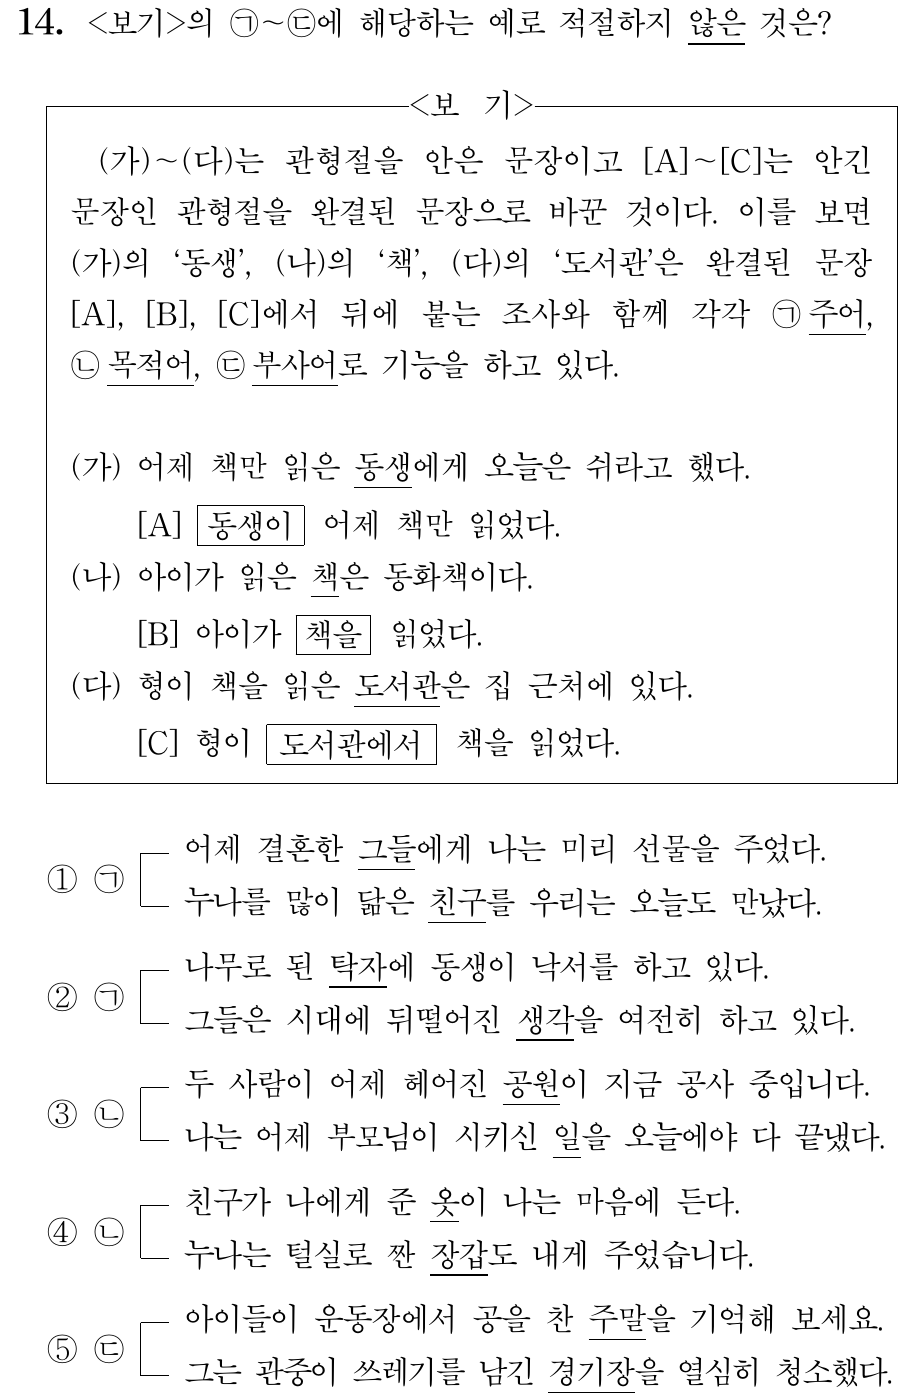 14. <보기>의 ㉠~㉢에 해당하는 예로 적절하지 않은 것은?
<보 기>
(가)~(다)는 관형절을 안은 문장이고 [A]~[C]는 안긴
문장인 관형절을 완결된 문장으로 바꾼 것이다. 이를 보면
(가)의 ‘동생’, (나)의 ‘책’, (다)의 ‘도서관’은 완결된 문장
[A], [B], [C]에서 뒤에 붙는 조사와 함께 각각 ㉠주어,
㉡목적어, ㉢부사어로 기능을 하고 있다.
(가) 어제 책만 읽은 동생에게 오늘은 쉬라고 했다.
[A] 동생이 어제 책만 읽었다.
(나) 아이가 읽은 책은 동화책이다.
[B] 아이가 책을 읽었다.
(다) 형이 책을 읽은 도서관은 집 근처에 있다.
[C] 형이 도서관에서 책을 읽었다.
① ㉠ 어제 결혼한 그들에게 나는 미리 선물을 주었다.
누나를 많이 닮은 친구를 우리는 오늘도 만났다.
② ㉠ 나무로 된 탁자에 동생이 낙서를 하고 있다.
그들은 시대에 뒤떨어진 생각을 여전히 하고 있다.
③ ㉡ 두 사람이 어제 헤어진 공원이 지금 공사 중입니다.
나는 어제 부모님이 시키신 일을 오늘에야 다 끝냈다.
④ ㉡ 친구가 나에게 준 옷이 나는 마음에 든다.
누나는 털실로 짠 장갑도 내게 주었습니다.
⑤ ㉢ 아이들이 운동장에서 공을 찬 주말을 기억해 보세요.
그는 관중이 쓰레기를 남긴 경기장을 열심히 청소했다.